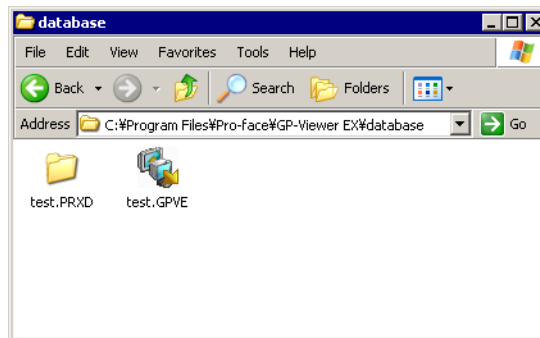 database
File Edit View Favorites Tools Help
Back Search Folders
Address C:¥Program Files¥Pro-face¥GP-Viewer EX¥database Go
test.PRXD test.GPVE